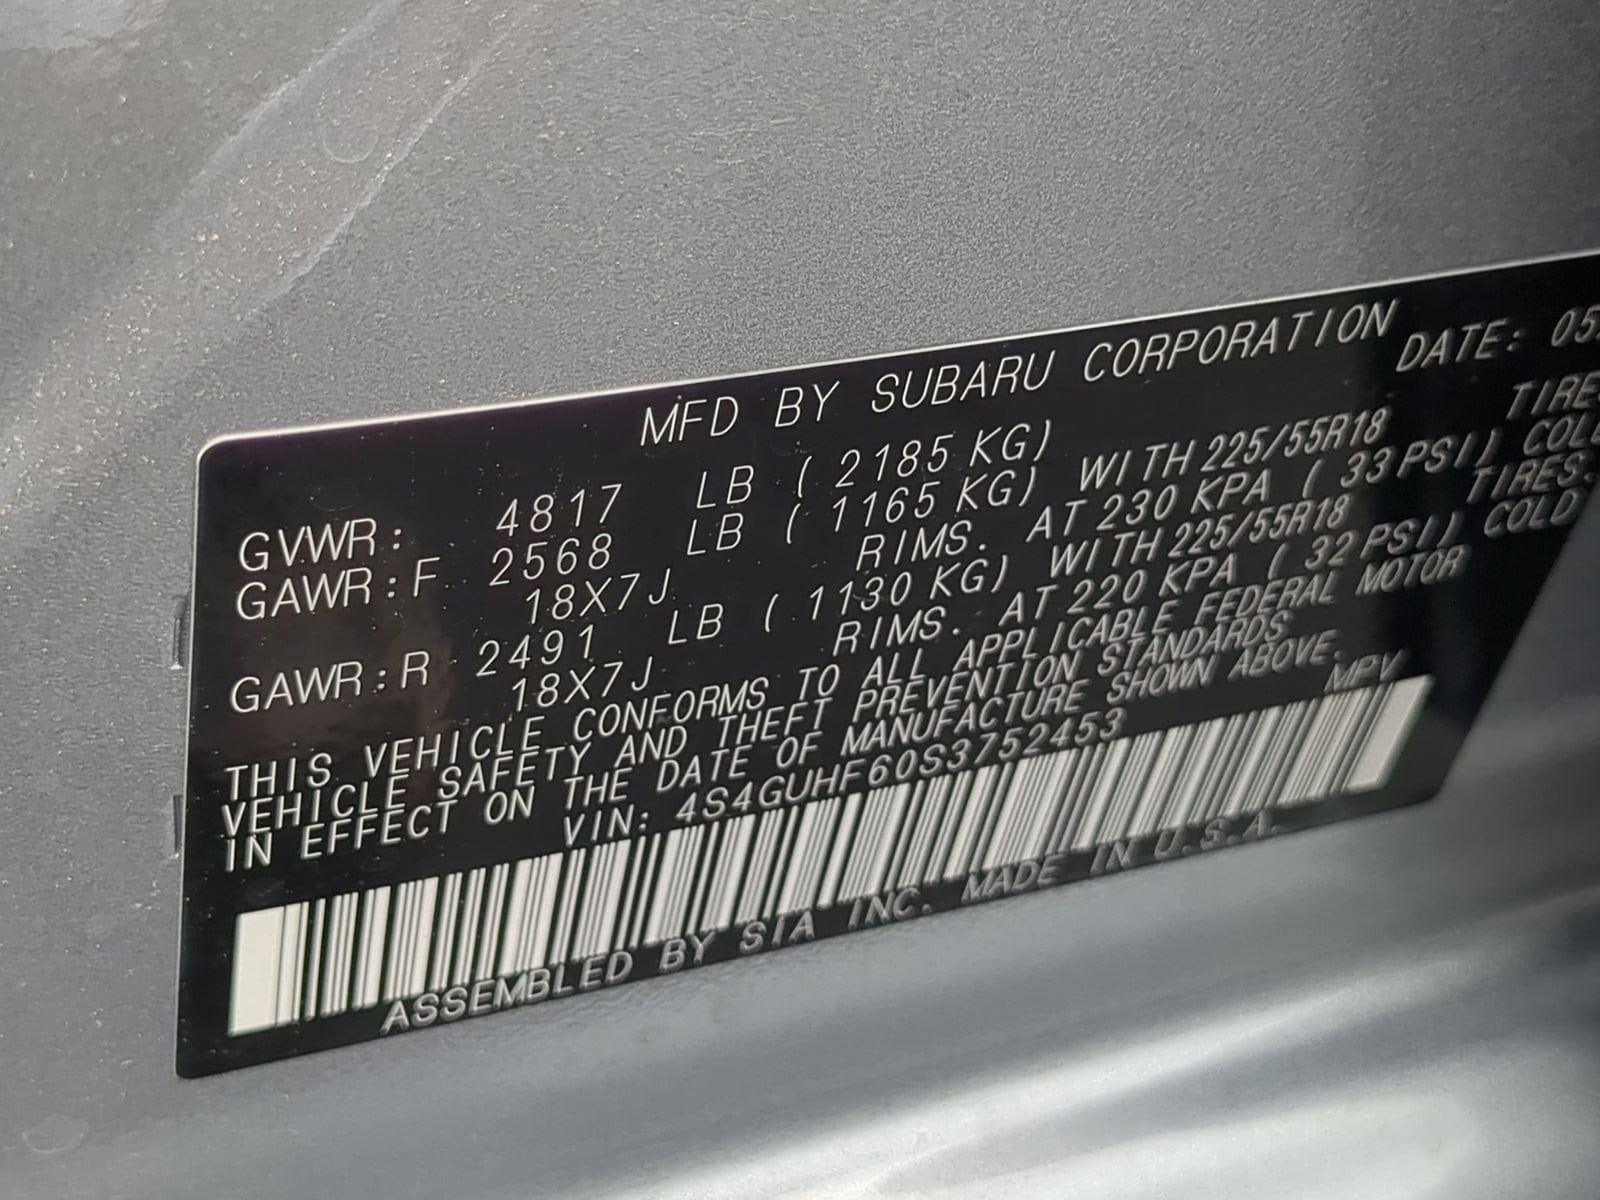 MFD BY SUBARU CORPORATION
DATE: 05
GVWR: 4817 LB (2185 KG)
GAWR:F 2568 LB (1165 KG) WITH 225/55R18 TIRES
18X7J RIMS. AT 230 KPA (33 PSI) COLD
GAWR:R 2491 LB (1130 KG) WITH 225/55R18 TIRES.
18X7J RIMS. AT 220 KPA (32 PSI) COLD
THIS VEHICLE CONFORMS TO ALL APPLICABLE FEDERAL MOTOR
VEHICLE SAFETY AND THEFT PREVENTION STANDARDS
IN EFFECT ON THE DATE OF MANUFACTURE SHOWN ABOVE.
VIN: 4S4GUHF60S3752453 MPV
ASSEMBLED BY SIA INC. MADE IN U.S.A.